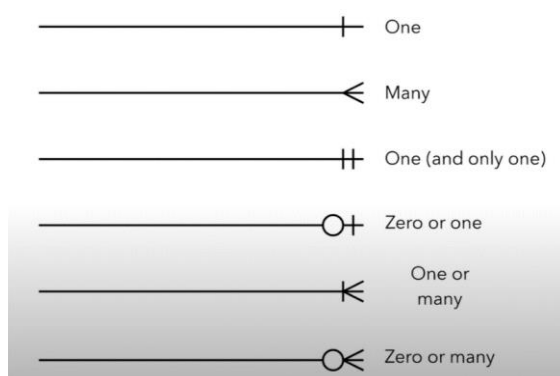 One
Many
One (and only one)
Zero or one
One or
many
Zero or many